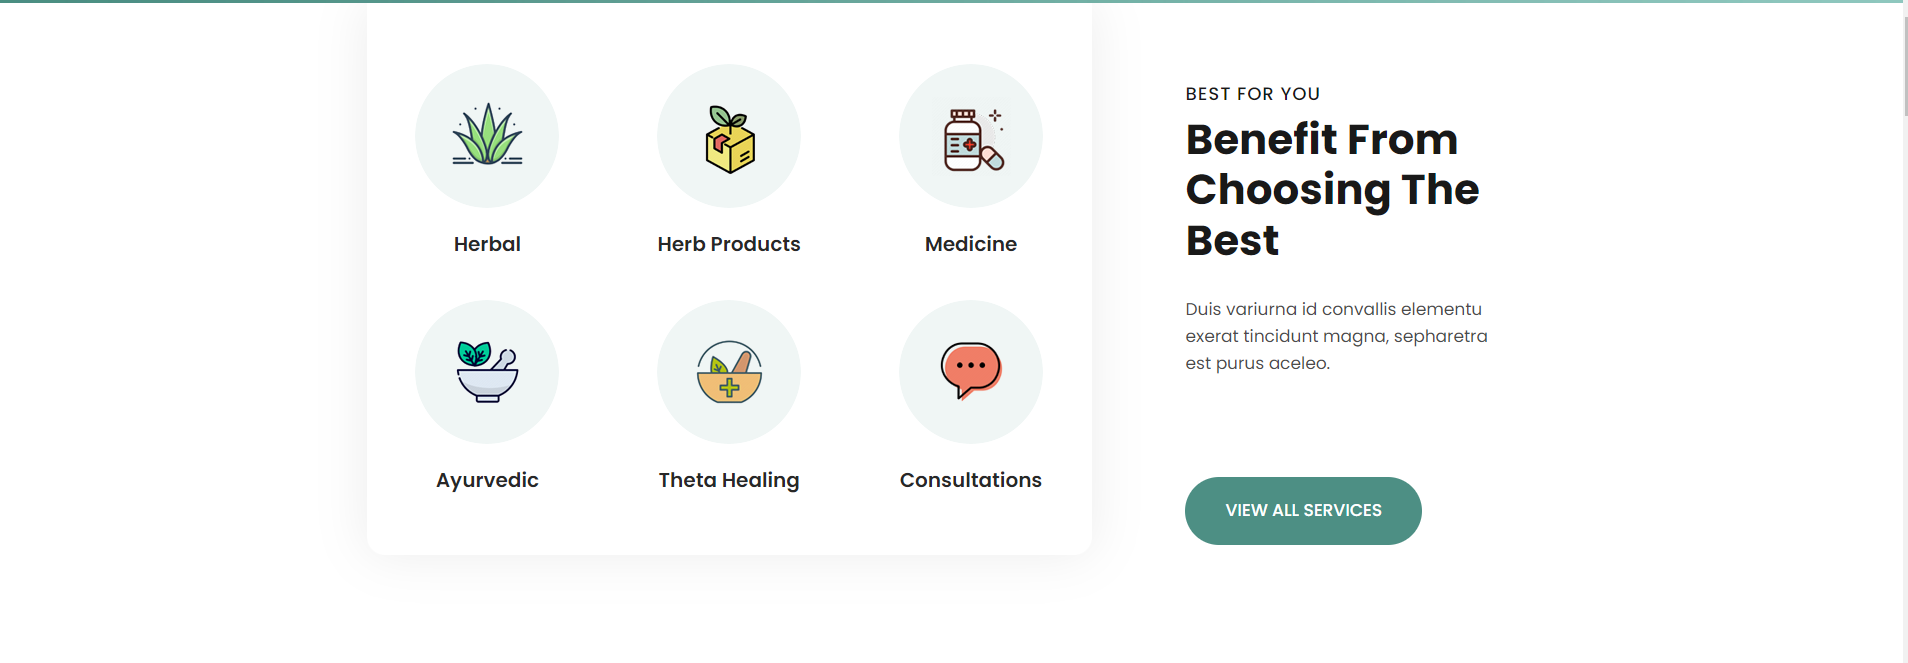 Herbal
Herb Products
Medicine
Ayurvedic
Theta Healing
Consultations
BEST FOR YOU
Benefit From
Choosing The
Best
Duis variurna id convallis elementu
exerat tincidunt magna, sepharetra
est purus aceleo.
VIEW ALL SERVICES